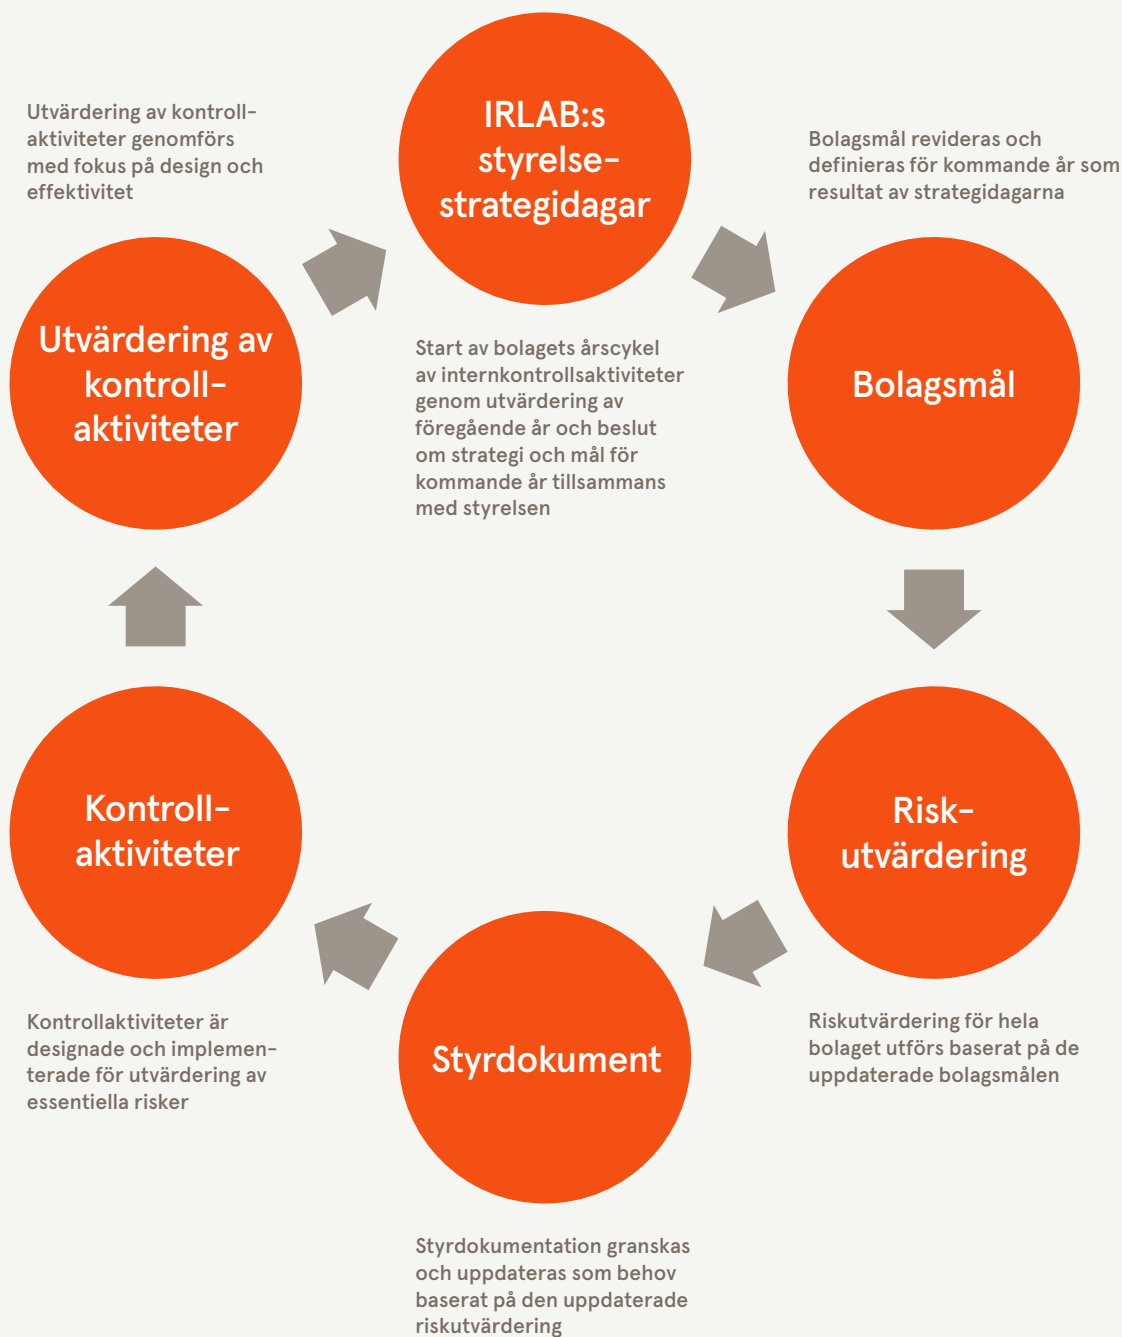 IRLAB:s
styrelse-
strategidagar
Start av bolagets årscykel
av internkontrollsaktiviteter
genom utvärdering av
föregående år och beslut
om strategi och mål för
kommande år tillsammans
med styrelsen
Bolagsmål revideras och
definieras för kommande år som
resultat av strategidagarna
Bolagsmål
Risk-
utvärdering
Riskutvärdering för hela
bolaget utförs baserat på de
uppdaterade bolagsmålen
Styrdokument
Styrdokumentation granskas
och uppdateras som behov
baserat på den uppdaterade
riskutvärdering
Kontroll-
aktiviteter
Kontrollaktiviteter är
designade och implemen-
terade för utvärdering av
essentiella risker
Utvärdering av kontroll-
aktiviteter genomförs
med fokus på design och
effektivitet
Utvärdering av
kontroll-
aktiviteter